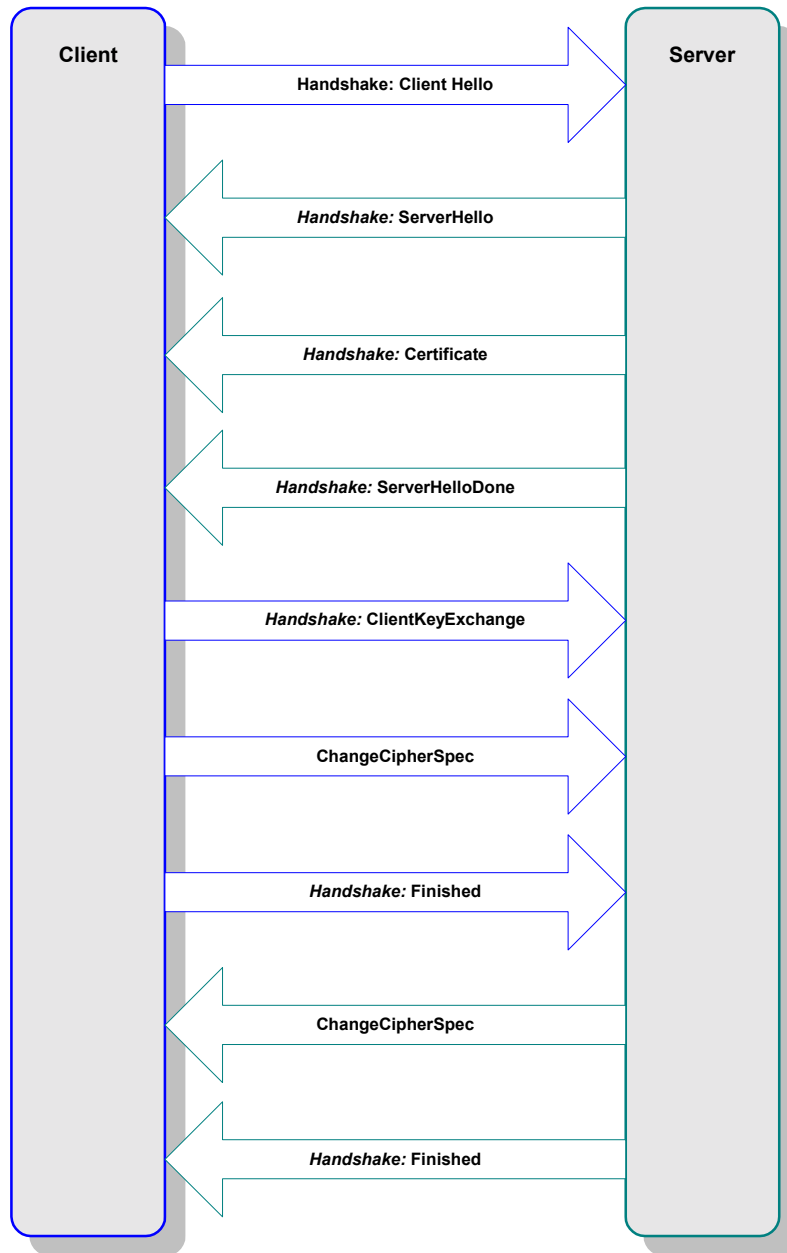 Client
Server
Handshake: Client Hello
Handshake: ServerHello
Handshake: Certificate
Handshake: ServerHelloDone
Handshake: ClientKeyExchange
ChangeCipherSpec
Handshake: Finished
ChangeCipherSpec
Handshake: Finished